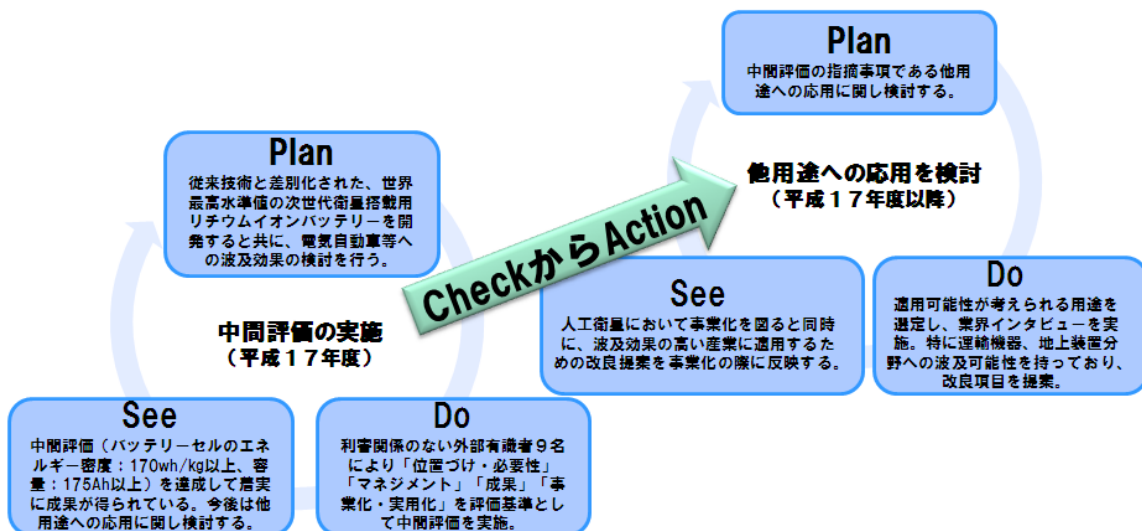 Plan
中間評価の指摘事項である他用
途への応用に関し検討する。
Plan
従来技術と差別化された、世界
最高水準値の次世代衛星搭載用
リチウムイオンバッテリーを開
発すると共に、電気自動車等へ
の波及効果の検討を行う。
他用途への応用を検討
（平成１７年度以降）
CheckからAction
中間評価の実施
（平成１７年度）
See
人工衛星において事業化を図ると同時
に、波及効果の高い産業に適用するた
めの改良提案を事業化の際に反映する。
Do
適用可能性が考えられる用途を
選定し、業界インタビューを実
施。特に運輸機器、地上装置分
野への波及可能性を持っており、
改良項目を提案。
See
中間評価（バッテリーセルのエネ
ルギー密度：170wh/kg以上、容
量：175Ah以上）を達成して着実
に成果が得られている。今後は他
用途への応用に関し検討する。
Do
利害関係のない外部有識者９名
により「位置づけ・必要性」
「マネジメント」「成果」「事
業化・実用化」を評価基準とし
て中間評価を実施。